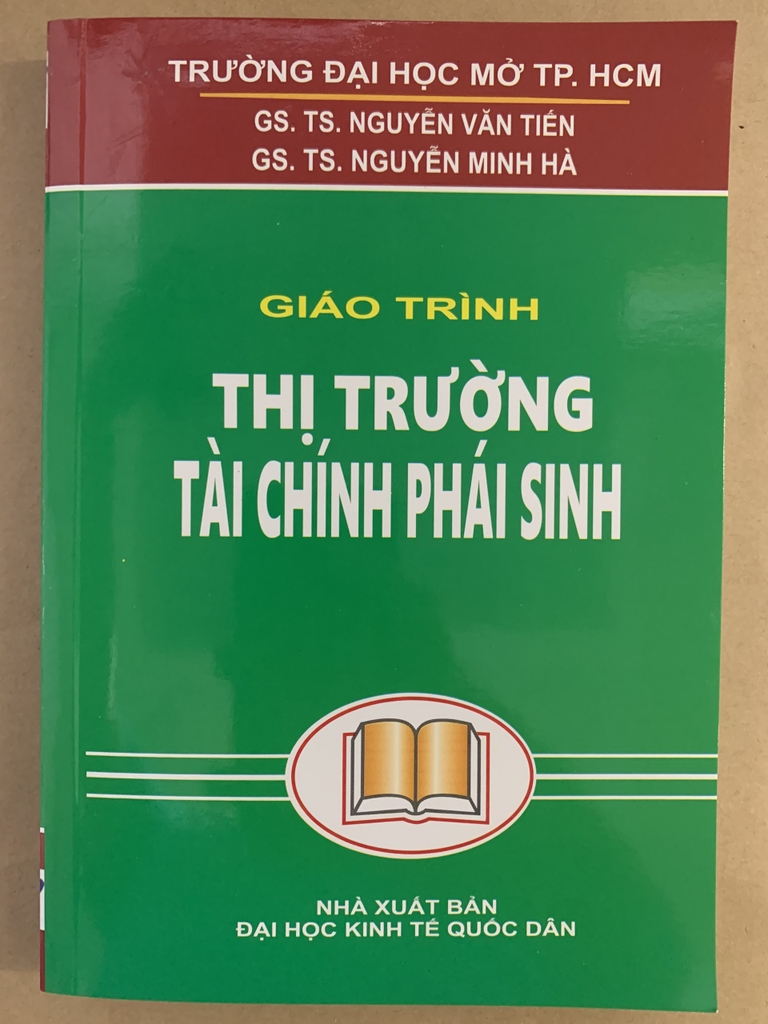 TRƯỜNG ĐẠI HỌC MỞ TP. HCM
GS. TS. NGUYỄN VĂN TIẾN
GS. TS. NGUYỄN MINH HÀ
GIÁO TRÌNH
THỊ TRƯỜNG
TÀI CHÍNH PHÁI SINH
NHÀ XUẤT BẢN
ĐẠI HỌC KINH TẾ QUỐC DÂN